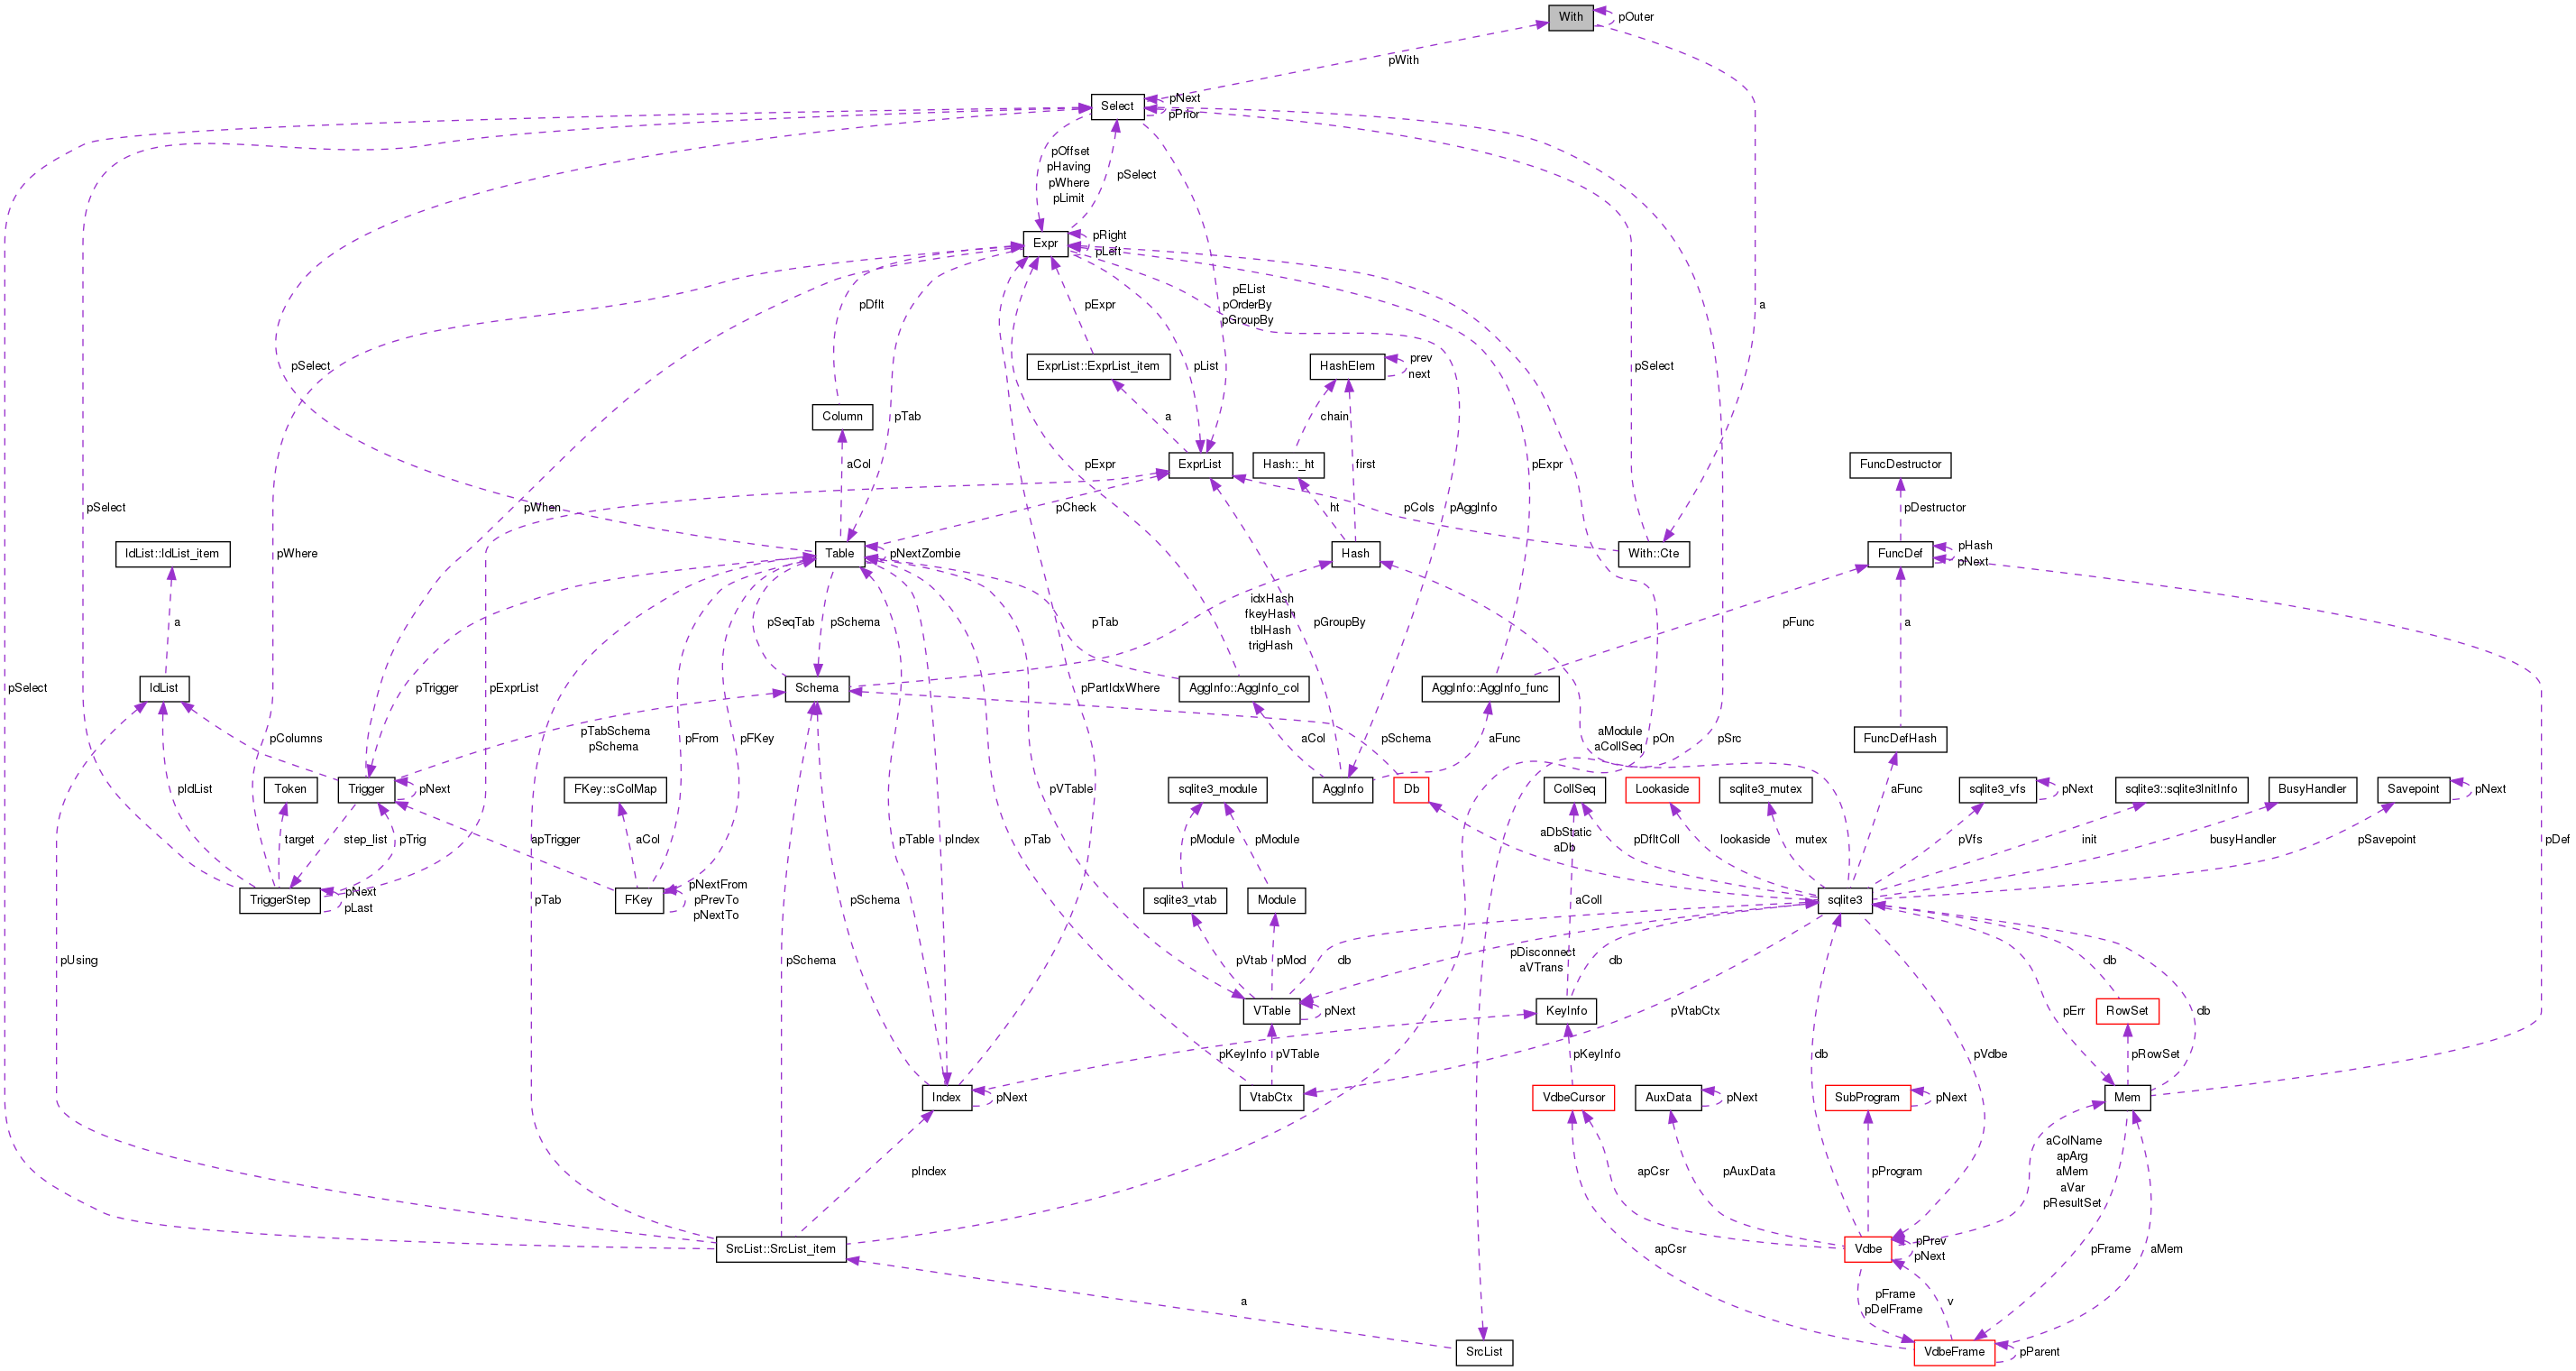 With
pOuter
pWith
Select
pNext
pPrior
pOffset
pHaving
pWhere
pLimit
pSelect
Expr
pRight
pLeft
pEList
pOrderBy
pGroupBy
a
pDflt
pExpr
pSelect
ExprList::ExprList_item
pList
HashElem
prev
next
pSelect
Column
pTab
a
chain
aCol
pExpr
ExprList
Hash::_ht
first
pExpr
FuncDestructor
pSelect
pWhen
pCheck
ht
pCols
pAggInfo
pDestructor
IdList::IdList_item
pWhere
Table
pNextZombie
Hash
With::Cte
FuncDef
pHash
pNext
a
pSeqTab
pSchema
pTab
idxHash
fkeyHash
tblHash
trigHash
pGroupBy
pFunc
a
IdList
pSelect
pTrigger
pExprList
Schema
pPartIdxWhere
AggInfo::AggInfo_col
AggInfo::AggInfo_func
pColumns
pTabSchema
pSchema
pFrom
pFKey
aCol
pSchema
aFunc
aModule
aCollSeq
pOn
pSrc
FuncDefHash
pIdList
Token
Trigger
pNext
FKey::sColMap
pVTable
sqlite3_module
AggInfo
Db
CollSeq
Lookaside
sqlite3_mutex
aFunc
sqlite3_vfs
pNext
sqlite3::sqlite3InitInfo
BusyHandler
Savepoint
pNext
target
step_list
pTrig
apTrigger
aCol
pTable
pIndex
pTab
pModule
pModule
aDbStatic
aDb
pDfltColl
lookaside
mutex
pVfs
init
busyHandler
pSavepoint
pDef
TriggerStep
pNext
pLast
FKey
pNextFrom
pPrevTo
pNextTo
pSchema
sqlite3_vtab
Module
aColl
sqlite3
pUsing
pTab
pSchema
pVtab
pMod
db
pDisconnect
aVTrans
db
db
VTable
pNext
KeyInfo
pVtabCtx
pErr
RowSet
db
pKeyInfo
pVTable
pKeyInfo
db
pVdbe
pRowSet
Index
pNext
VtabCtx
VdbeCursor
AuxData
pNext
SubProgram
pNext
Mem
pIndex
apCsr
pAuxData
pProgram
aColName
apArg
aMem
aVar
pResultSet
SrcList::SrcList_item
apCsr
Vdbe
pPrev
pNext
pFrame
aMem
a
pFrame
pDelFrame
v
SrcList
VdbeFrame
pParent